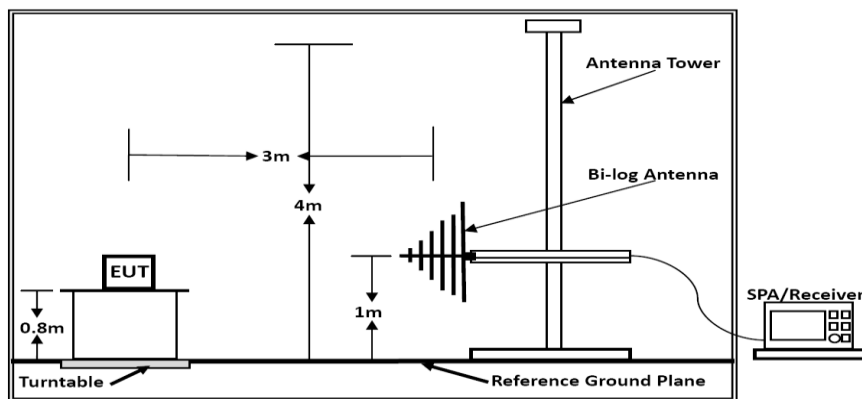 Antenna Tower
3m
Bi-log Antenna
4m
EUT
SPA/Receiver
0.8m
1m
Turntable
Reference Ground Plane